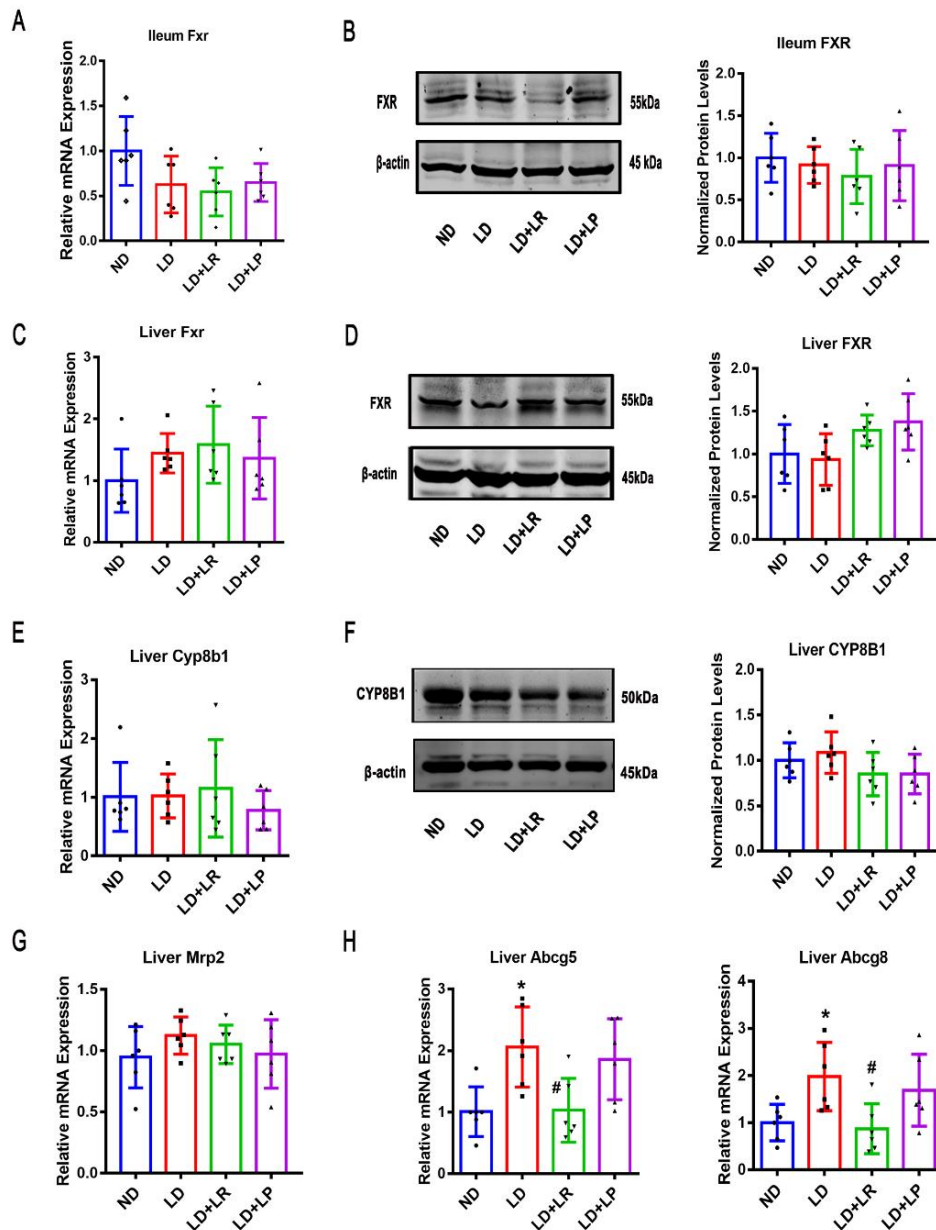 A
Ileum Fxr
Relative mRNA Expression
2.0
1.5
1.0
0.5
0.0
ND
LD
LD+LR
LD+LP
B
FXR
55kDa
β-actin
45 kDa
ND
LD
LD+LR
LD+LP
Ileum FXR
Normalized Protein Levels
2.0
1.5
1.0
0.5
0.0
ND
LD
LD+LR
LD+LP
C
Liver Fxr
Relative mRNA Expression
3
2
1
0
ND
LD
LD+LR
LD+LP
D
FXR
55kDa
β-actin
45kDa
ND
LD
LD+LR
LD+LP
Liver FXR
Normalized Protein Levels
2.0
1.5
1.0
0.5
0.0
ND
LD
LD+LR
LD+LP
E
Liver Cyp8b1
Relative mRNA Expression
3
2
1
0
ND
LD
LD+LR
LD+LP
F
CYP8B1
50kDa
β-actin
45kDa
ND
LD
LD+LR
LD+LP
Liver CYP8B1
Normalized Protein Levels
2.0
1.5
1.0
0.5
0.0
ND
LD
LD+LR
LD+LP
G
Liver Mrp2
Relative mRNA Expression
1.5
1.0
0.5
0.0
ND
LD
LD+LR
LD+LP
H
Liver Abcg5
Relative mRNA Expression
3
2
1
0
*
#
ND
LD
LD+LR
LD+LP
Liver Abcg8
Relative mRNA Expression
4
3
2
1
0
*
#
ND
LD
LD+LR
LD+LP